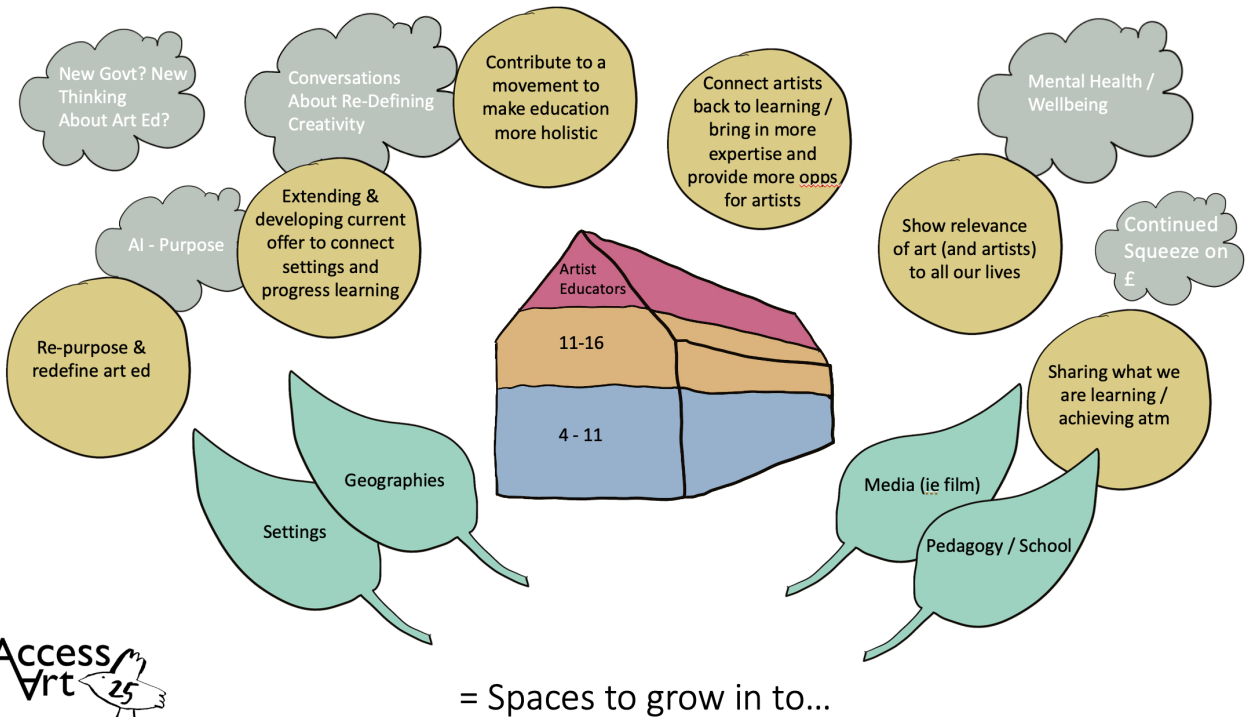 New Govt? New
Thinking
About Art Ed?
Conversations
About Re-Defining
Creativity
Contribute to a
movement to
make education
more holistic
Connect artists
back to learning /
bring in more
expertise and
provide more opps
for artists
Mental Health /
Wellbeing
AI - Purpose
Extending &
developing current
offer to connect
settings and
progress learning
Show relevance
of art (and artists)
to all our lives
Continued
Squeeze on
£
Re-purpose &
redefine art ed
Artist
Educators
11-16
4 - 11
Sharing what we
are learning /
achieving atm
Geographies
Settings
Media (ie film)
Pedagogy / School
Access
Art
25
= Spaces to grow in to...